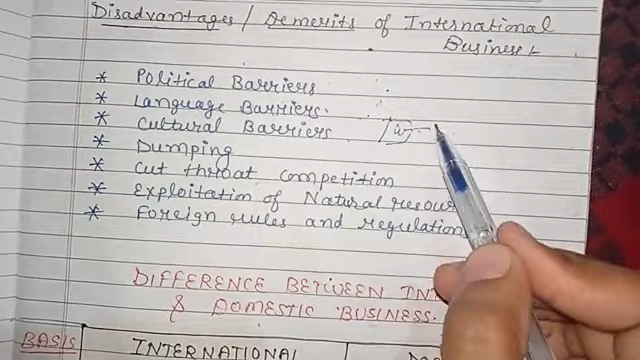 Disadvantages / Demerits of International
Business :-
* Political Barriers
* Language Barriers.
* Cultural Barriers
* Dumping
* Cut throat competition
* Exploitation of Natural
* Foreign rules and regulation
DIFFERENCE BETWEEN
& DOMESTIC BUSINESS.
BASIS INTERNATIONAL